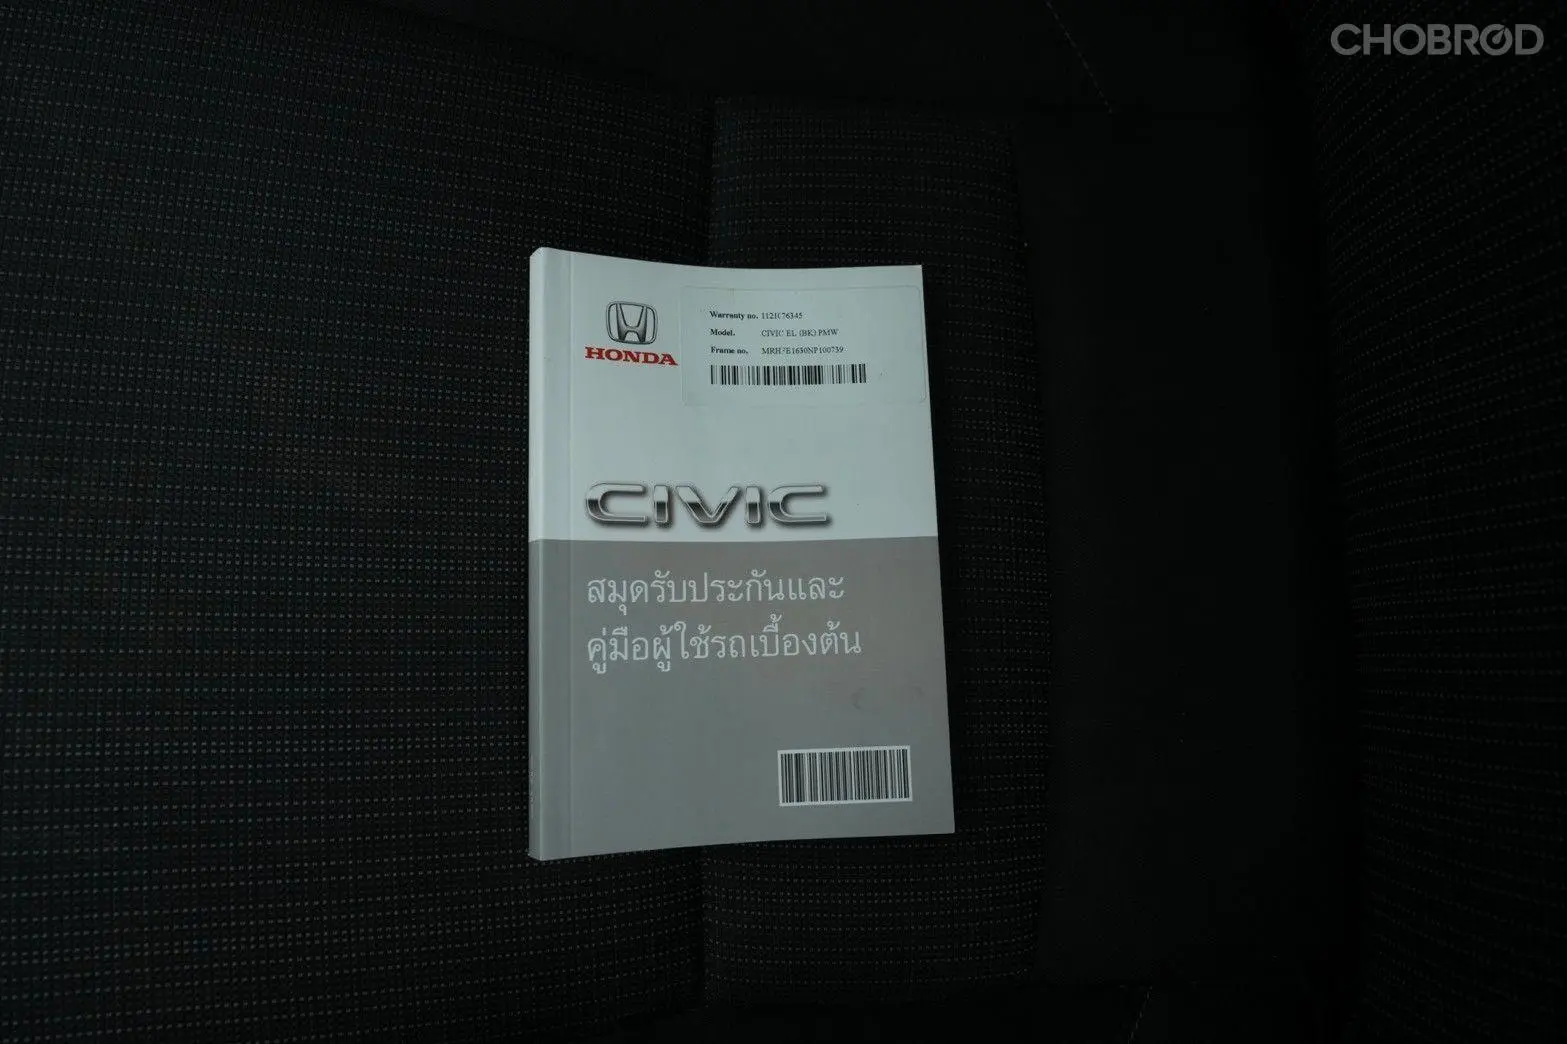 CHOBROD
HONDA
Warranty no. 1121076345
Model. CIVIC EL (BK) PMW
Frame no.
CIVIC
สมุดรับประกันและ
คู่มือผู้ใช้รถเบื้องต้น